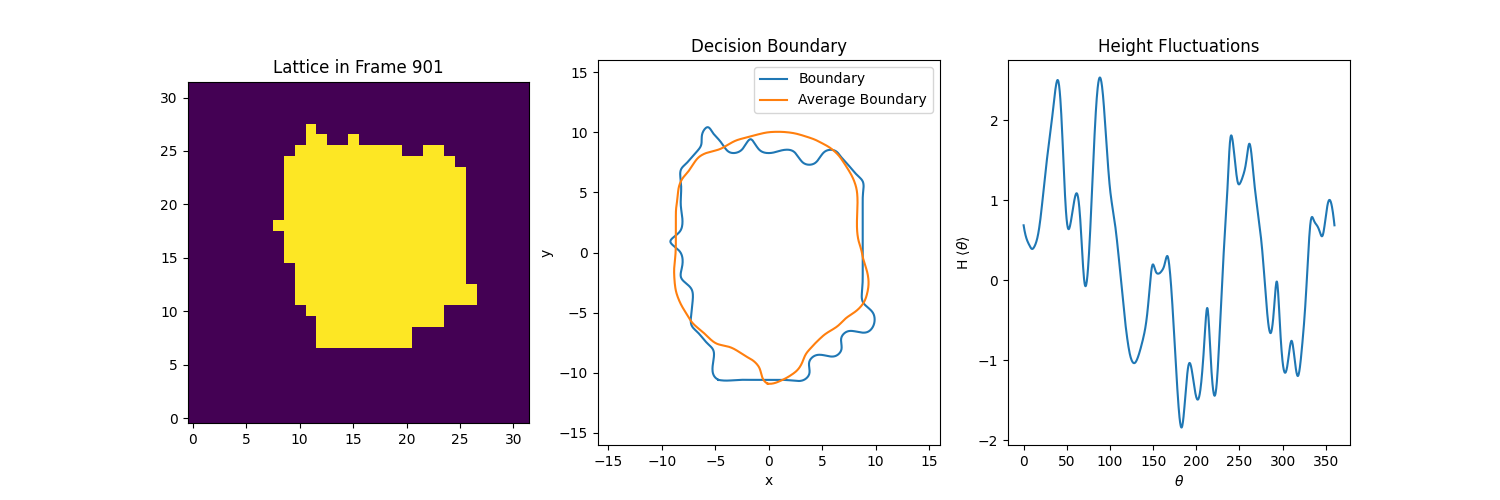 Lattice in Frame 901
30
25
20
15
10
5
0
0 5 10 15 20 25 30
Decision Boundary
Boundary
Average Boundary
15
10
5
0
−5
−10
−15
y
−15 −10 −5 0 5 10 15
x
Height Fluctuations
2
1
0
−1
−2
H ⟨θ⟩
0 50 100 150 200 250 300 350
θ